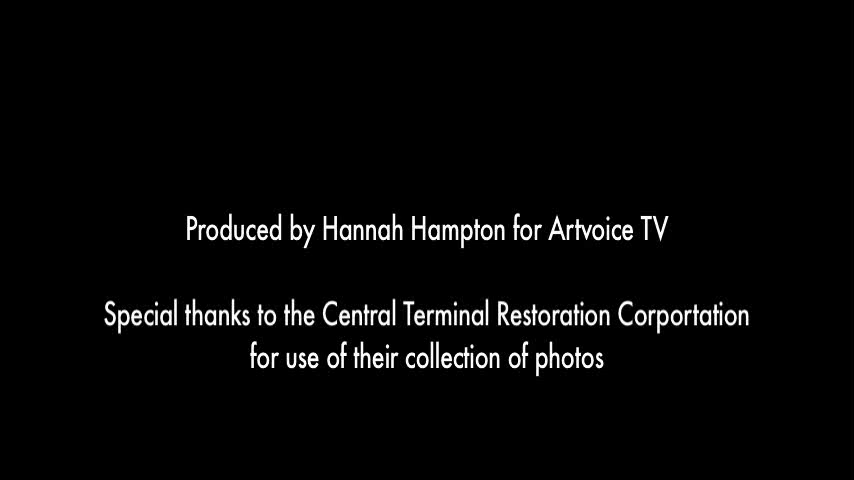 Produced by Hannah Hampton for Artvoice TV
Special thanks to the Central Terminal Restoration Corportation
for use of their collection of photos